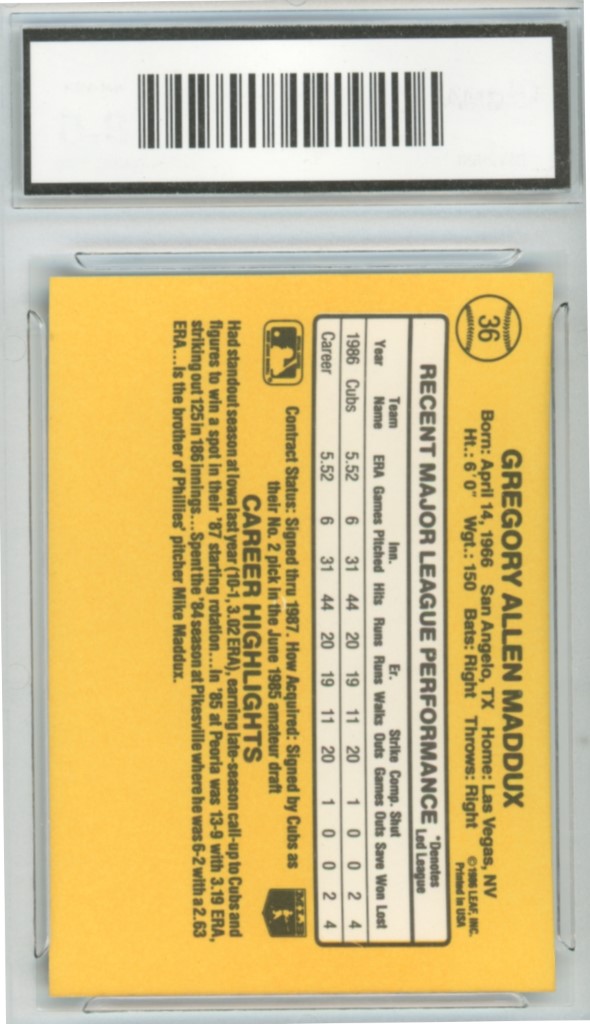 36
GREGORY ALLEN MADDUX
Born: April 14, 1966 San Angelo, TX Home: Las Vegas, NV
Ht.: 6' 0" Wgt.: 150 Bats: Right Throws: Right
©1986 LEAF, INC.
Printed in USA
RECENT MAJOR LEAGUE PERFORMANCE
*Denotes
Led League
Year Team Name ERA Games Inn. Pitched Hits Runs Er. Runs Walks Strike Outs Comp. Games Shut Outs Save Won Lost
1986 Cubs 5.52 6 31 44 20 19 11 20 1 0 0 2 4
Career 5.52 6 31 44 20 19 11 20 1 0 0 2 4
Contract Status: Signed thru 1987. How Acquired: Signed by Cubs as
their No. 2 pick in the June 1985 amateur draft
CAREER HIGHLIGHTS
Had standout season at Iowa last year (10-1, 3.02 ERA), earning late-season call-up to Cubs and
figures to win a spot in their '87 starting rotation...In '85 at Peoria was 13-9 with 3.19 ERA,
striking out 125 in 186 innings...Spent the '84 season at Pikesville where he was 6-2 with a 2.63
ERA...Is the brother of Phillies' pitcher Mike Maddux.